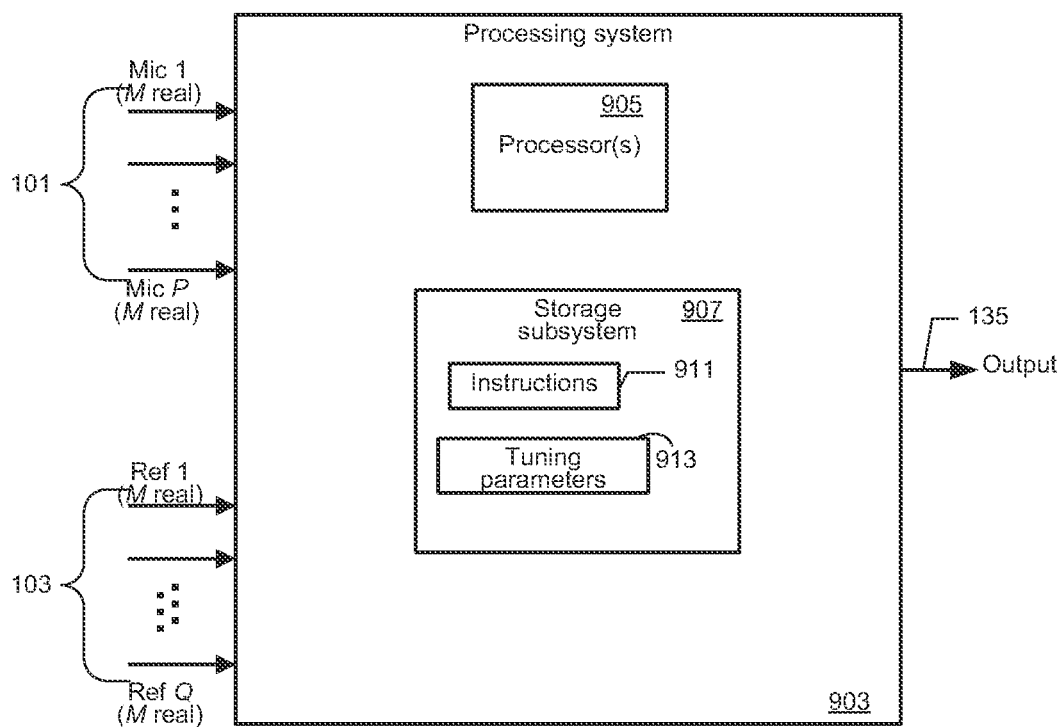 Processing system
Mic 1
(M real)
905
Processor(s)
101
Mic P
(M real)
Storage
subsystem
907
135
Output
Instructions
911
Tuning
parameters
913
Ref 1
(M real)
103
Ref Q
(M real)
903